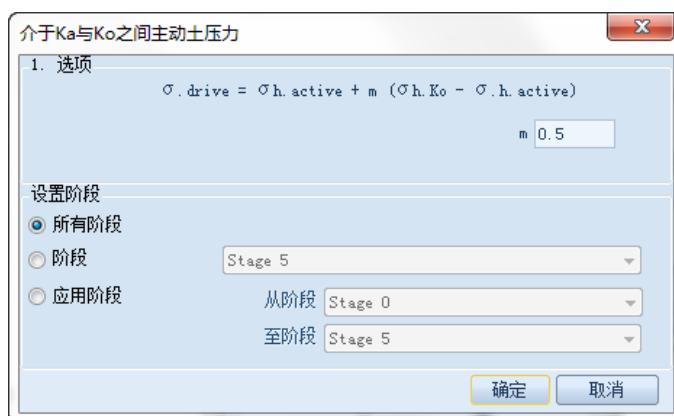 介于Ka与Ko之间主动土压力
1. 选项
σ.drive = σh.active + m (σh.Ko - σ.h.active)
m 0.5
设置阶段
所有阶段
阶段 Stage 5
应用阶段 从阶段 Stage 0
至阶段 Stage 5
确定 取消